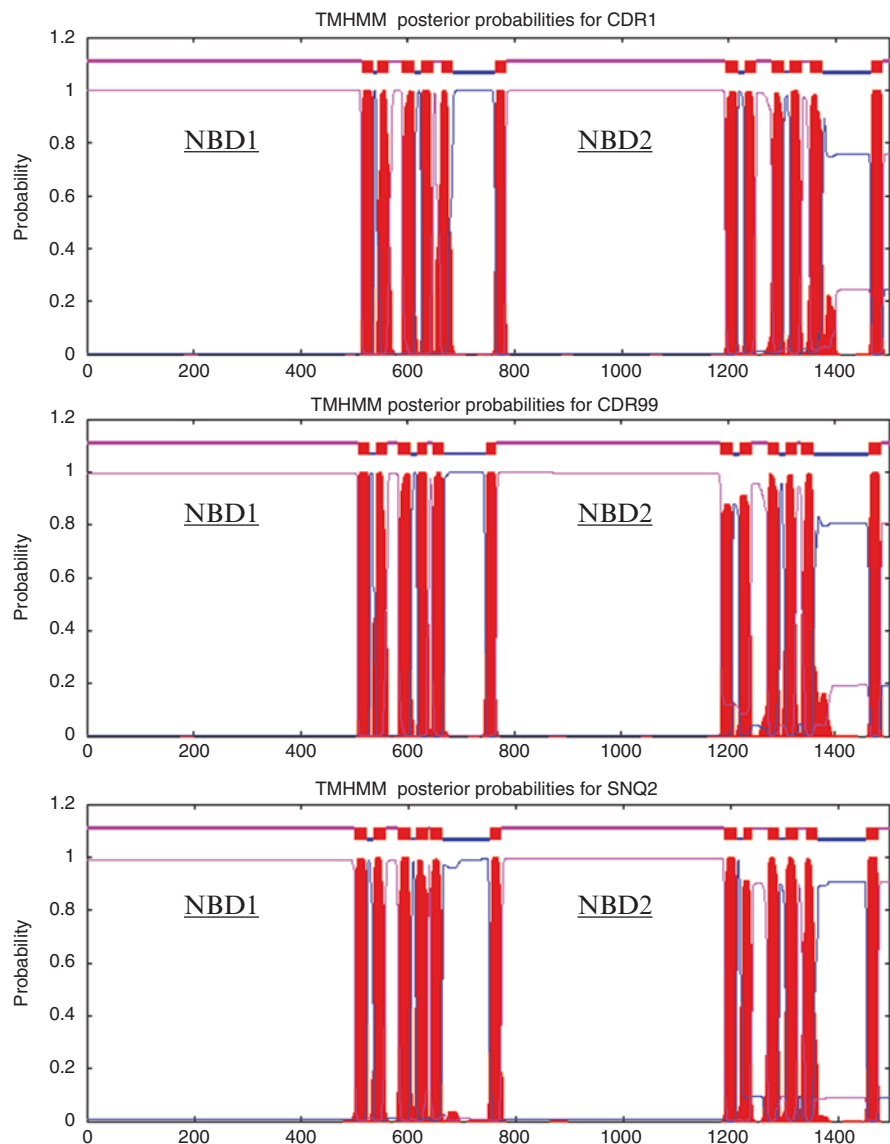 TMHMM posterior probabilities for CDR1
1.2
1
0.8
0.6
0.4
0.2
0
Probability
NBD1 NBD2
0 200 400 600 800 1000 1200 1400
TMHMM posterior probabilities for CDR99
1.2
1
0.8
0.6
0.4
0.2
0
Probability
NBD1 NBD2
0 200 400 600 800 1000 1200 1400
TMHMM posterior probabilities for SNQ2
1.2
1
0.8
0.6
0.4
0.2
0
Probability
NBD1 NBD2
0 200 400 600 800 1000 1200 1400